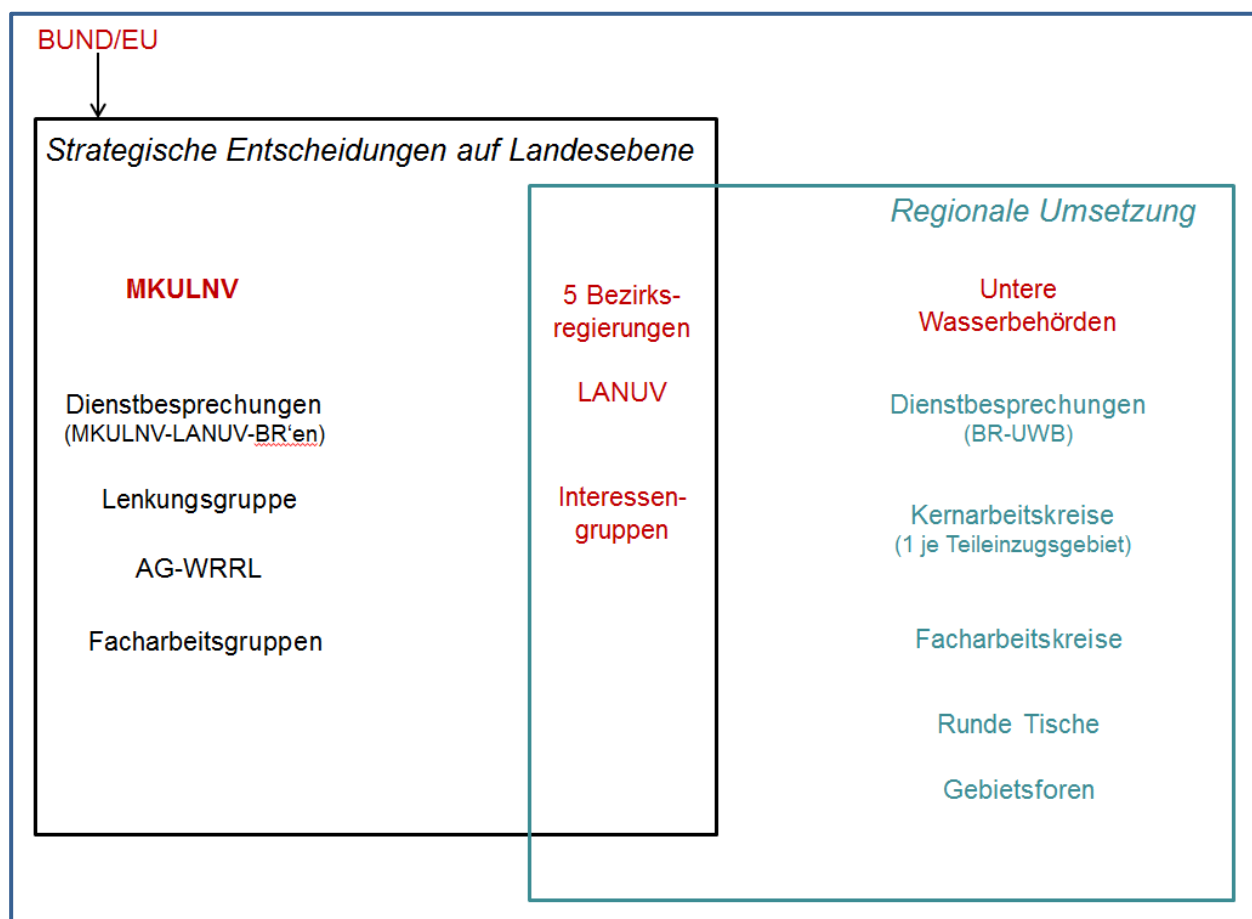 BUND/EU
Strategische Entscheidungen auf Landesebene
MKULNV
Dienstbesprechungen
(MKULNV-LANUV-BR‘en)
Lenkungsgruppe
AG-WRRL
Facharbeitsgruppen
5 Bezirks-
regierungen
LANUV
Interessen-
gruppen
Regionale Umsetzung
Untere
Wasserbehörden
Dienstbesprechungen
(BR-UWB)
Kernarbeitskreise
(1 je Teileinzugsgebiet)
Facharbeitskreise
Runde Tische
Gebietsforen